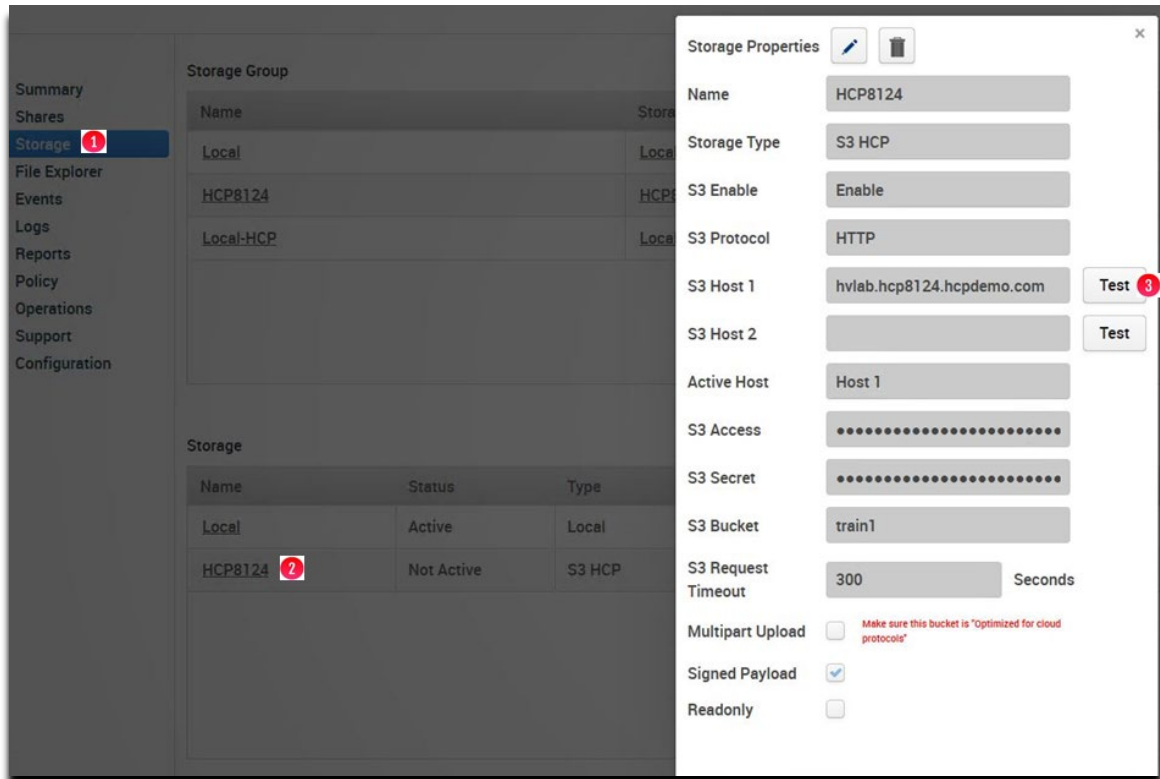 Summary
Shares
Storage 1
File Explorer
Events
Logs
Reports
Policy
Operations
Support
Configuration
Storage Group
Name Stora
Local Loca
HCP8124 HCP8
Local-HCP Loca
Storage
Name Status Type
Local Active Local
HCP8124 2 Not Active S3 HCP
Storage Properties ×
Name HCP8124
Storage Type S3 HCP
S3 Enable Enable
S3 Protocol HTTP
S3 Host 1 hvlab.hcp8124.hcpdemo.com Test 3
S3 Host 2 Test
Active Host Host 1
S3 Access ••••••••••••••••••••••••
S3 Secret ••••••••••••••••••••••••
S3 Bucket train1
S3 Request
Timeout 300 Seconds
Multipart Upload Make sure this bucket is "Optimized for cloud
protocols"
Signed Payload
Readonly